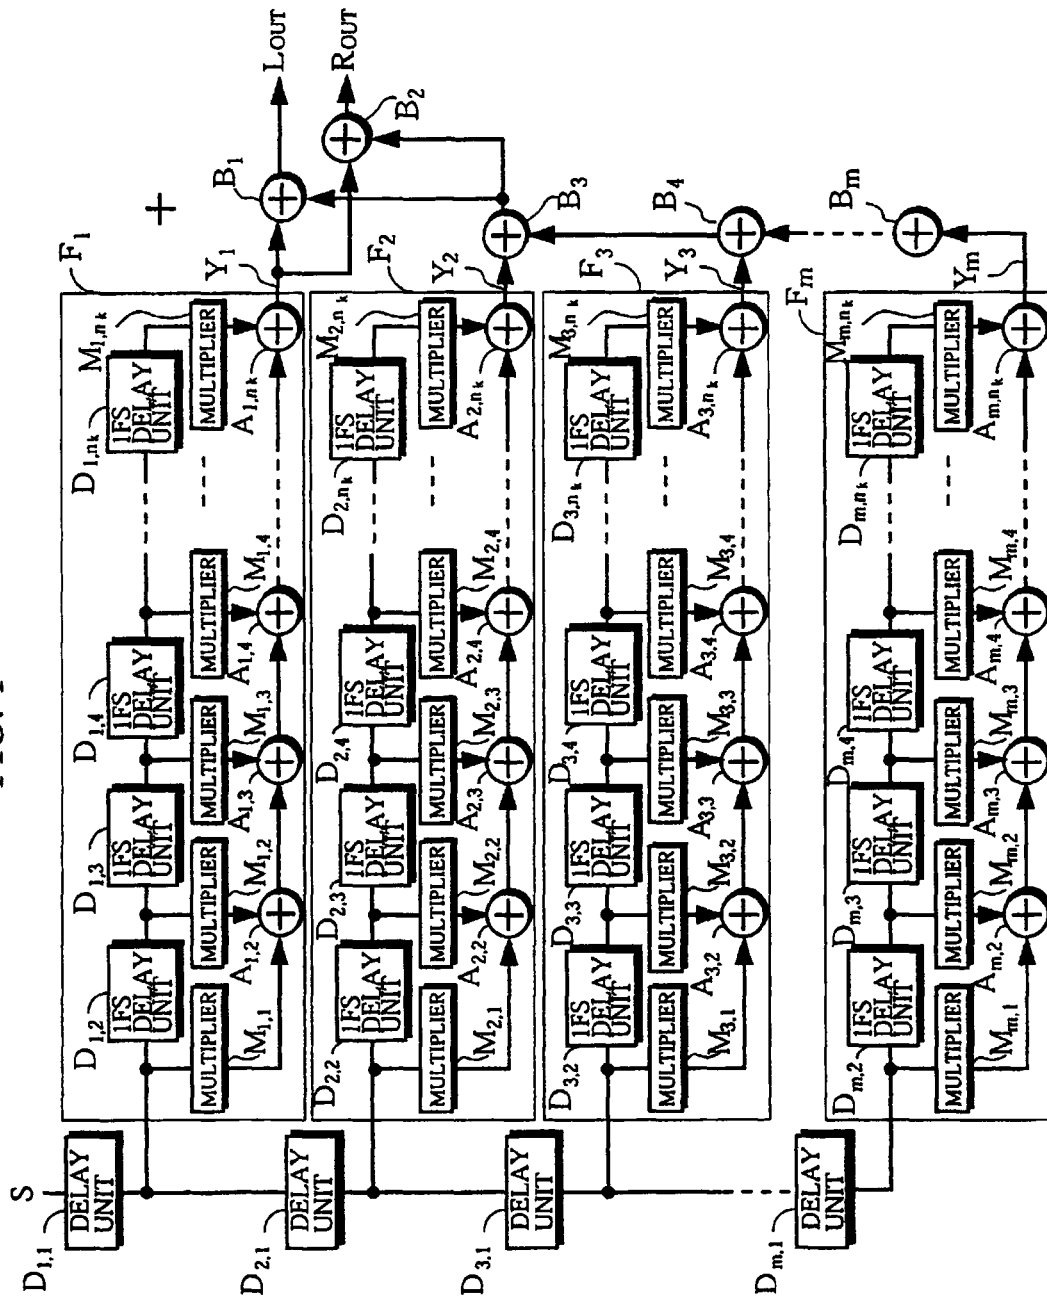 S
D1,1
DELAY UNIT
D2,1
DELAY UNIT
D3,1
DELAY UNIT
Dm,1
DELAY UNIT
F1
D1,2
1FS DELAY UNIT
D1,3
1FS DELAY UNIT
D1,4
1FS DELAY UNIT
D1,nk
1FS DELAY UNIT
MULTIPLIER
M1,1
MULTIPLIER
M1,2
MULTIPLIER
M1,3
MULTIPLIER
M1,4
MULTIPLIER
M1,nk
A1,2
A1,3
A1,4
A1,nk
Y1
F2
D2,2
1FS DELAY UNIT
D2,3
1FS DELAY UNIT
D2,4
1FS DELAY UNIT
D2,nk
1FS DELAY UNIT
MULTIPLIER
M2,1
MULTIPLIER
M2,2
MULTIPLIER
M2,3
MULTIPLIER
M2,4
MULTIPLIER
M2,nk
A2,2
A2,3
A2,4
A2,nk
Y2
F3
D3,2
1FS DELAY UNIT
D3,3
1FS DELAY UNIT
D3,4
1FS DELAY UNIT
D3,nk
1FS DELAY UNIT
MULTIPLIER
M3,1
MULTIPLIER
M3,2
MULTIPLIER
M3,3
MULTIPLIER
M3,4
MULTIPLIER
M3,nk
A3,2
A3,3
A3,4
A3,nk
Y3
Fm
Dm,2
1FS DELAY UNIT
Dm,3
1FS DELAY UNIT
Dm,4
1FS DELAY UNIT
Dm,nk
1FS DELAY UNIT
MULTIPLIER
Mm,1
MULTIPLIER
Mm,2
MULTIPLIER
Mm,3
MULTIPLIER
Mm,4
MULTIPLIER
Mm,nk
Am,2
Am,3
Am,4
Am,nk
Ym
+
B1
B2
B3
B4
Bm
LOUT
ROUT